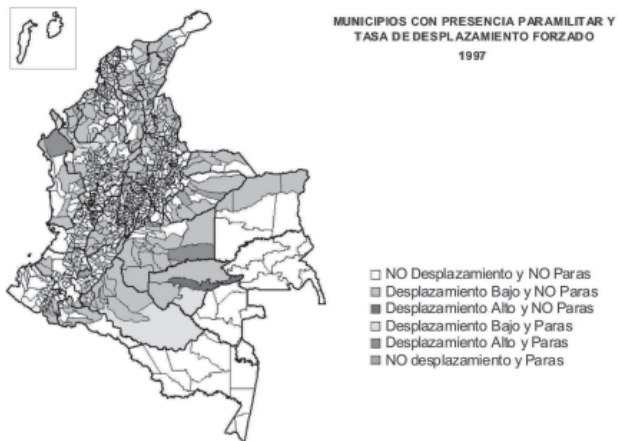 MUNICIPIOS CON PRESENCIA PARAMILITAR Y
TASA DE DESPLAZAMIENTO FORZADO
1997
NO Desplazamiento y NO Paras
Desplazamiento Bajo y NO Paras
Desplazamiento Alto y NO Paras
Desplazamiento Bajo y Paras
Desplazamiento Alto y Paras
NO desplazamiento y Paras